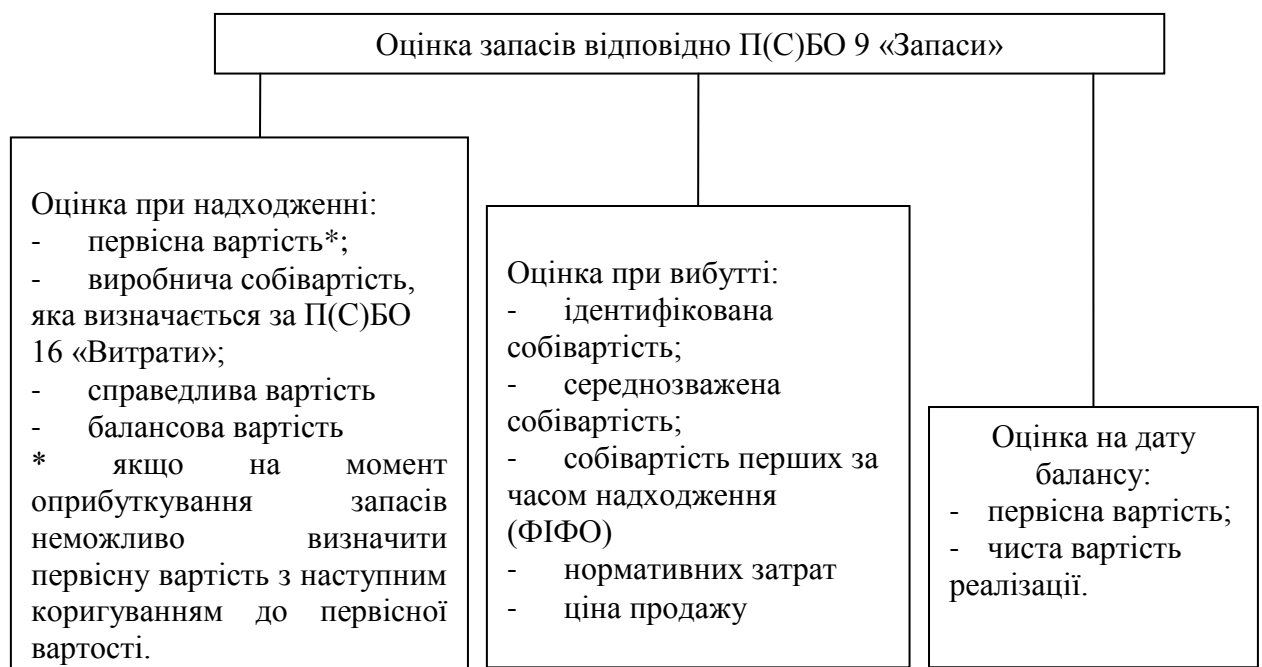 Оцінка запасів відповідно П(С)БО 9 «Запаси»
Оцінка при надходженні:
- первісна вартість*;
- виробнича собівартість,
яка визначається за П(С)БО
16 «Витрати»;
- справедлива вартість
- балансова вартість
* якщо на момент
оприбуткування запасів
неможливо визначити
первісну вартість з наступним
коригуванням до первісної
вартості.
Оцінка при вибутті:
- ідентифікована
собівартість;
- середнозважена
собівартість;
- собівартість перших за
часом надходження
(ФІФО)
- нормативних затрат
- ціна продажу
Оцінка на дату
балансу:
- первісна вартість;
- чиста вартість
реалізації.